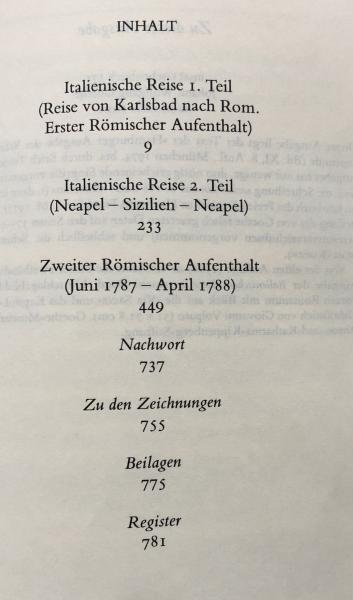 INHALT
Italienische Reise 1. Teil
(Reise von Karlsbad nach Rom.
Erster Römischer Aufenthalt)
9
Italienische Reise 2. Teil
(Neapel – Sizilien – Neapel)
233
Zweiter Römischer Aufenthalt
(Juni 1787 – April 1788)
449
Nachwort
737
Zu den Zeichnungen
755
Beilagen
775
Register
781